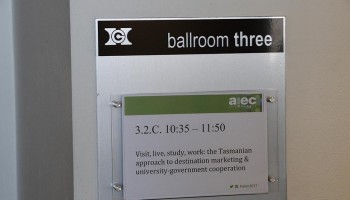 C
ballroom three
aiec
3.2.C. 10:35 – 11:50
Visit, live, study, work: the Tasmanian
approach to destination marketing &
university-government cooperation